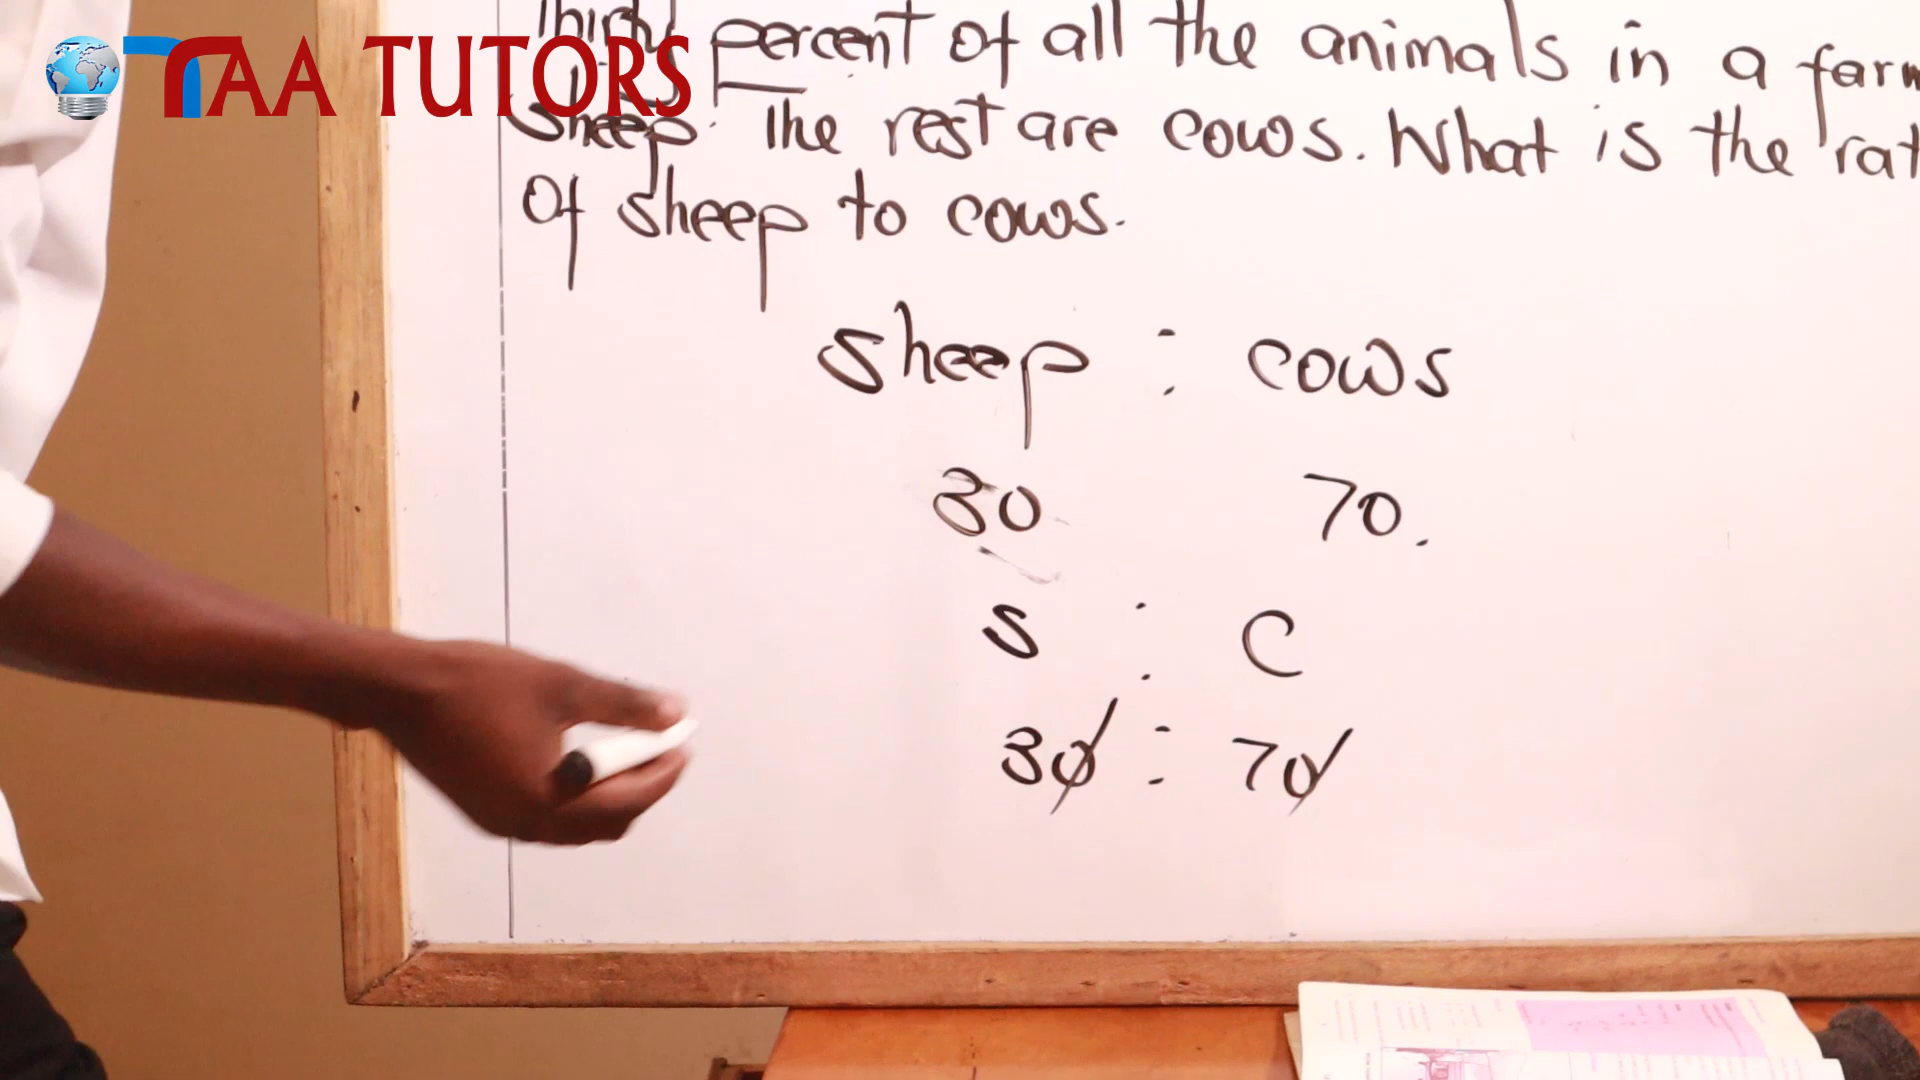 TAA TUTORS
Thirty percent of all the animals in a farm
sheep. The rest are cows. What is the rat
of sheep to cows.
sheep : cows
30 70.
S : C
30 : 70